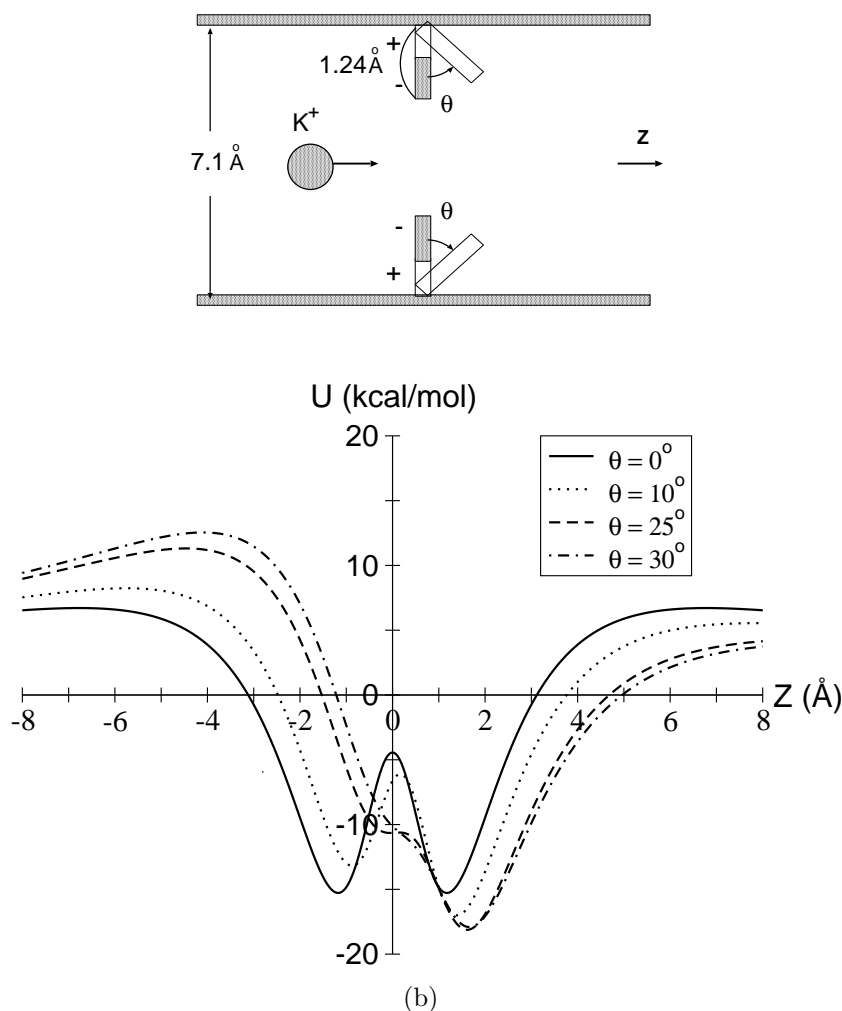 +
1.24 Å
-
θ
K+
z
7.1 Å
θ
-
+
U (kcal/mol)
20
θ = 0°
θ = 10°
θ = 25°
θ = 30°
10
0
Z (Å)
-8 -6 -4 -2 0 2 4 6 8
-10
-20
(b)